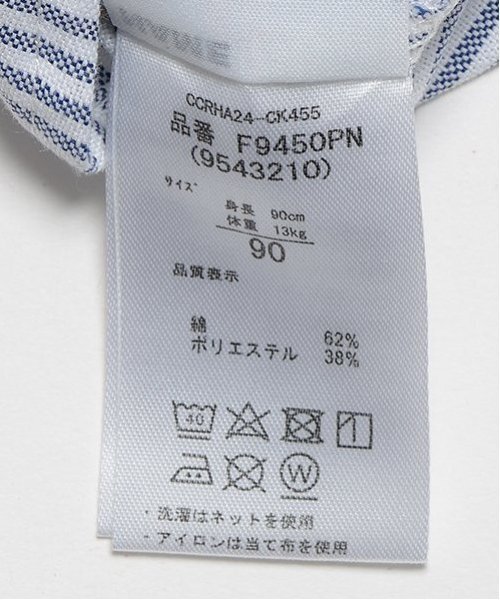 CCRHA24-CK455
品番 F9450PN
(9543210)
サイズ
身長 90cm
体重 13kg
90
品質表示
綿 62%
ポリエステル 38%
40
W
・洗濯はネットを使用
・アイロンは当て布を使用